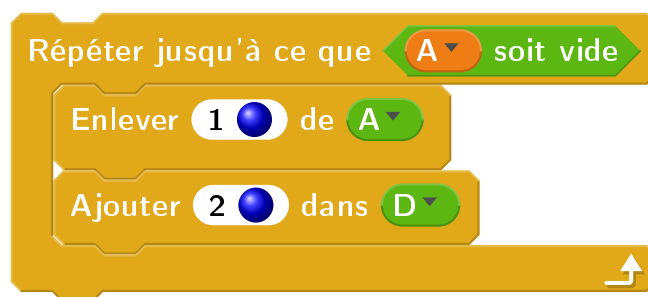 Répéter jusqu'à ce que A soit vide
Enlever 1 de A
Ajouter 2 dans D